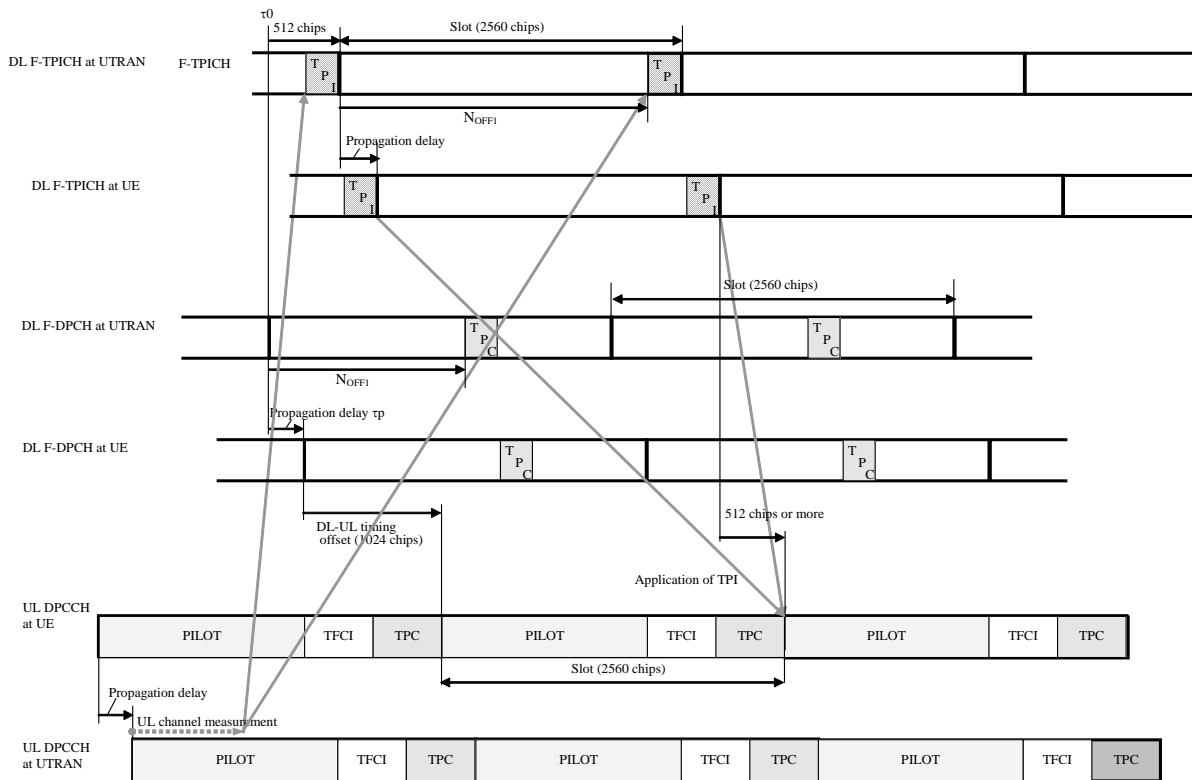 τ0
512 chips
Slot (2560 chips)
DL F-TPICH at UTRAN
F-TPICH
T P I
T P I
NOFF1
Propagation delay
DL F-TPICH at UE
T P I
T P I
Slot (2560 chips)
DL F-DPCH at UTRAN
T P C
T P C
NOFF1
Propagation delay τp
DL F-DPCH at UE
T P C
T P C
512 chips or more
DL-UL timing
offset (1024 chips)
Application of TPI
UL DPCCH
at UE
PILOT
TFCI
TPC
PILOT
TFCI
TPC
PILOT
TFCI
TPC
Slot (2560 chips)
Propagation delay
UL channel measurement
UL DPCCH
at UTRAN
PILOT
TFCI
TPC
PILOT
TFCI
TPC
PILOT
TFCI
TPC